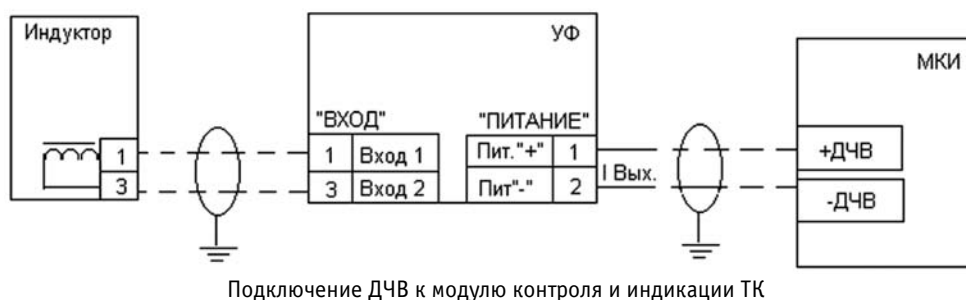 Индуктор
1
3
УФ
"ВХОД"
1 Вход 1
3 Вход 2
"ПИТАНИЕ"
Пит."+" 1
Пит"-" 2
I Вых.
МКИ
+ДЧВ
-ДЧВ
Подключение ДЧВ к модулю контроля и индикации ТК